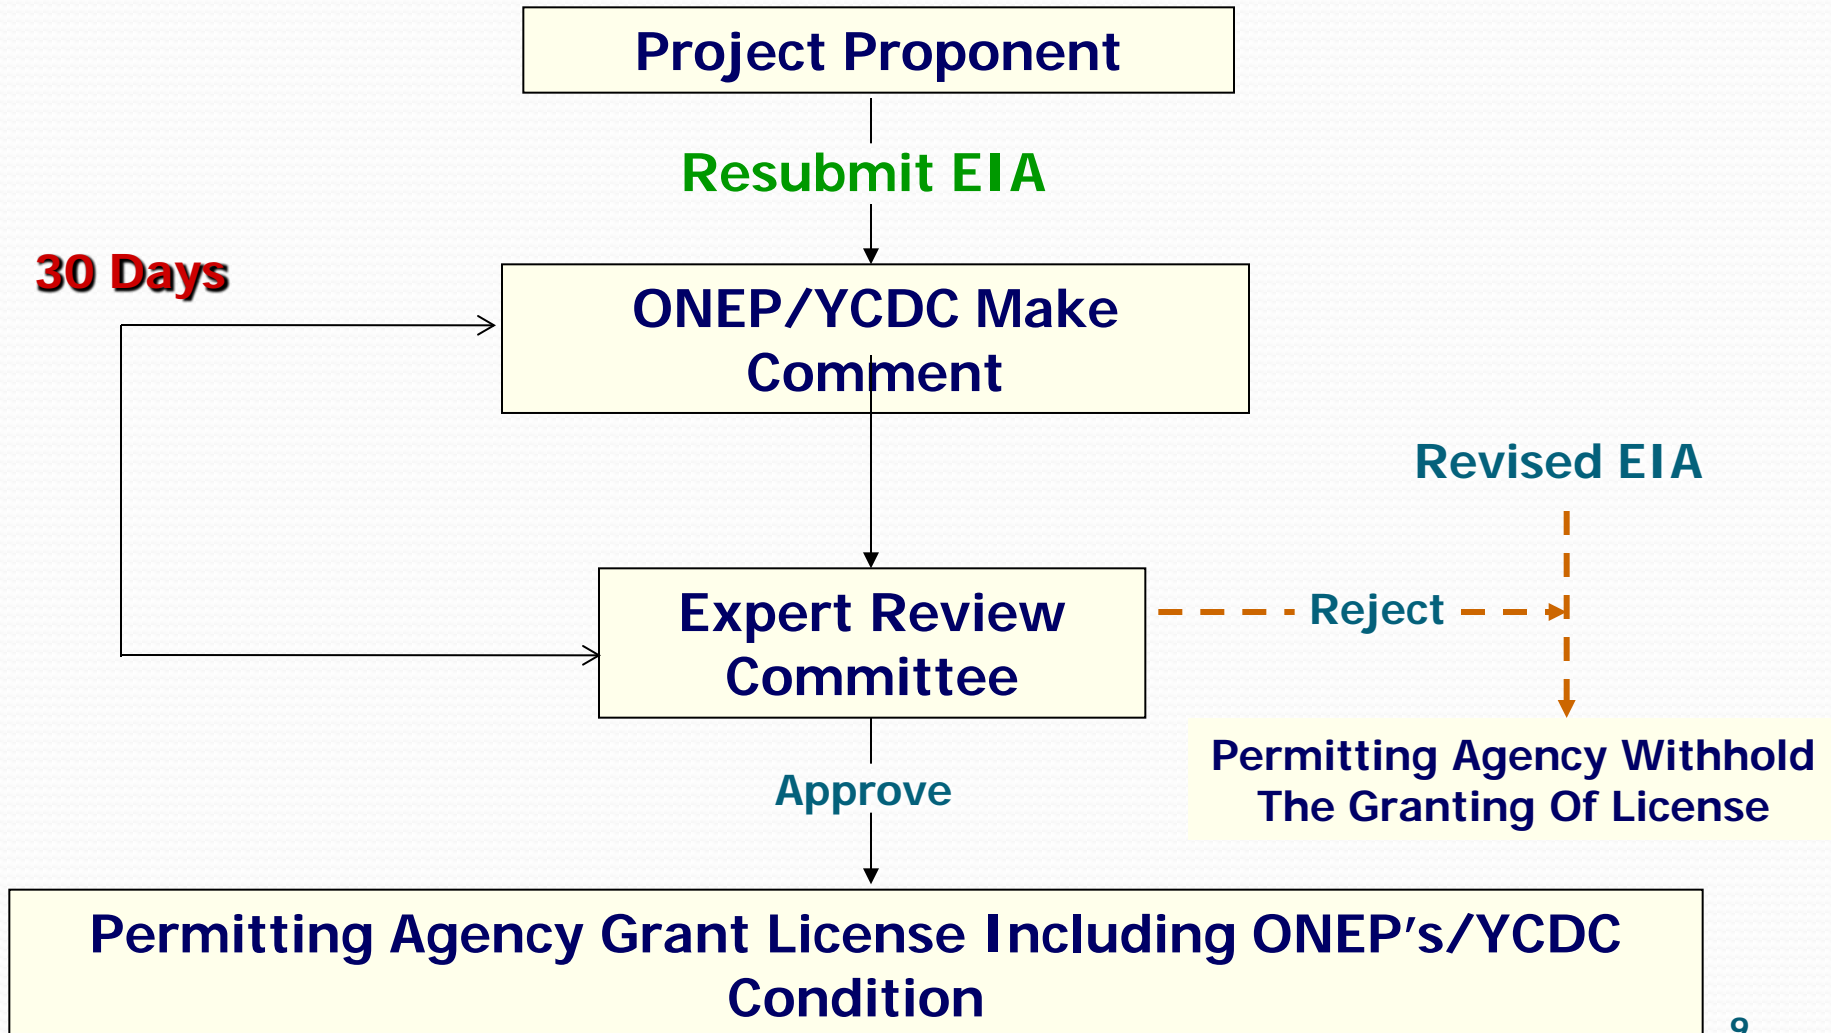 Project Proponent
Resubmit EIA
30 Days
ONEP/YCDC Make
Comment
Revised EIA
Expert Review
Committee
Reject
Permitting Agency Withhold
The Granting Of License
Approve
Permitting Agency Grant License Including ONEP's/YCDC
Condition
9